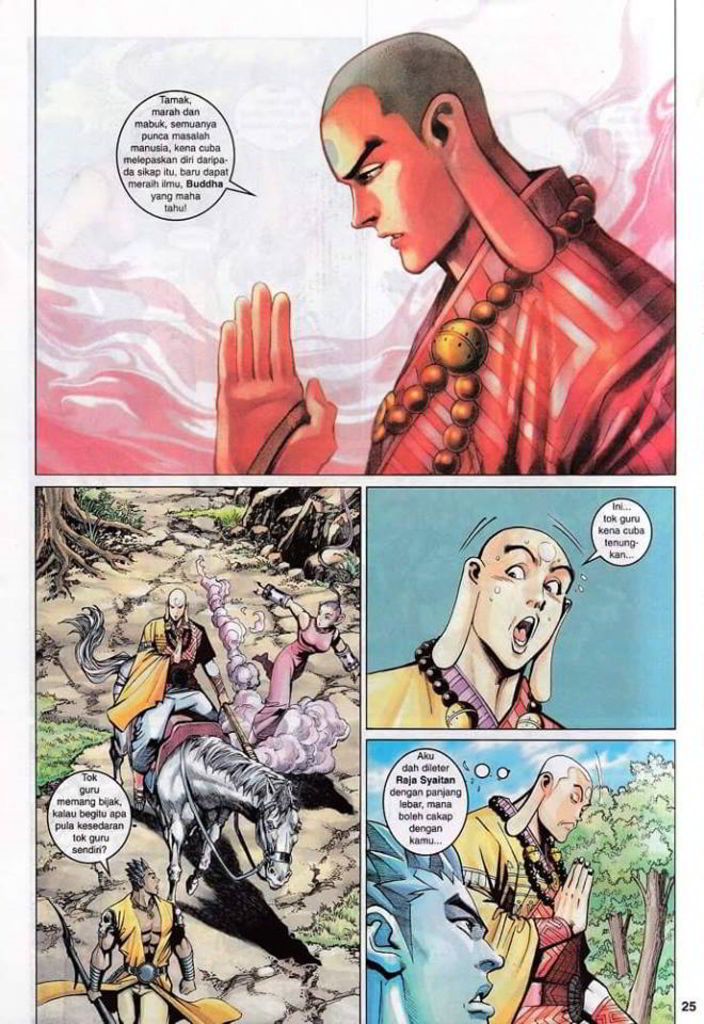 Tamak,
marah dan
mabuk, semuanya
punca masalah
manusia, kena cuba
melepaskan diri daripa-
da sikap itu, baru dapat
meraih ilmu, Buddha
yang maha
tahu!
Tok
guru
memang bijak,
kalau begitu apa
pula kesedaran
tok guru
sendiri?
Ini...
tok guru
kena cuba
tenung-
kan...
Aku
dah dileter
Raja Syaitan
dengan panjang
lebar, mana
boleh cakap
dengan
kamu...
25